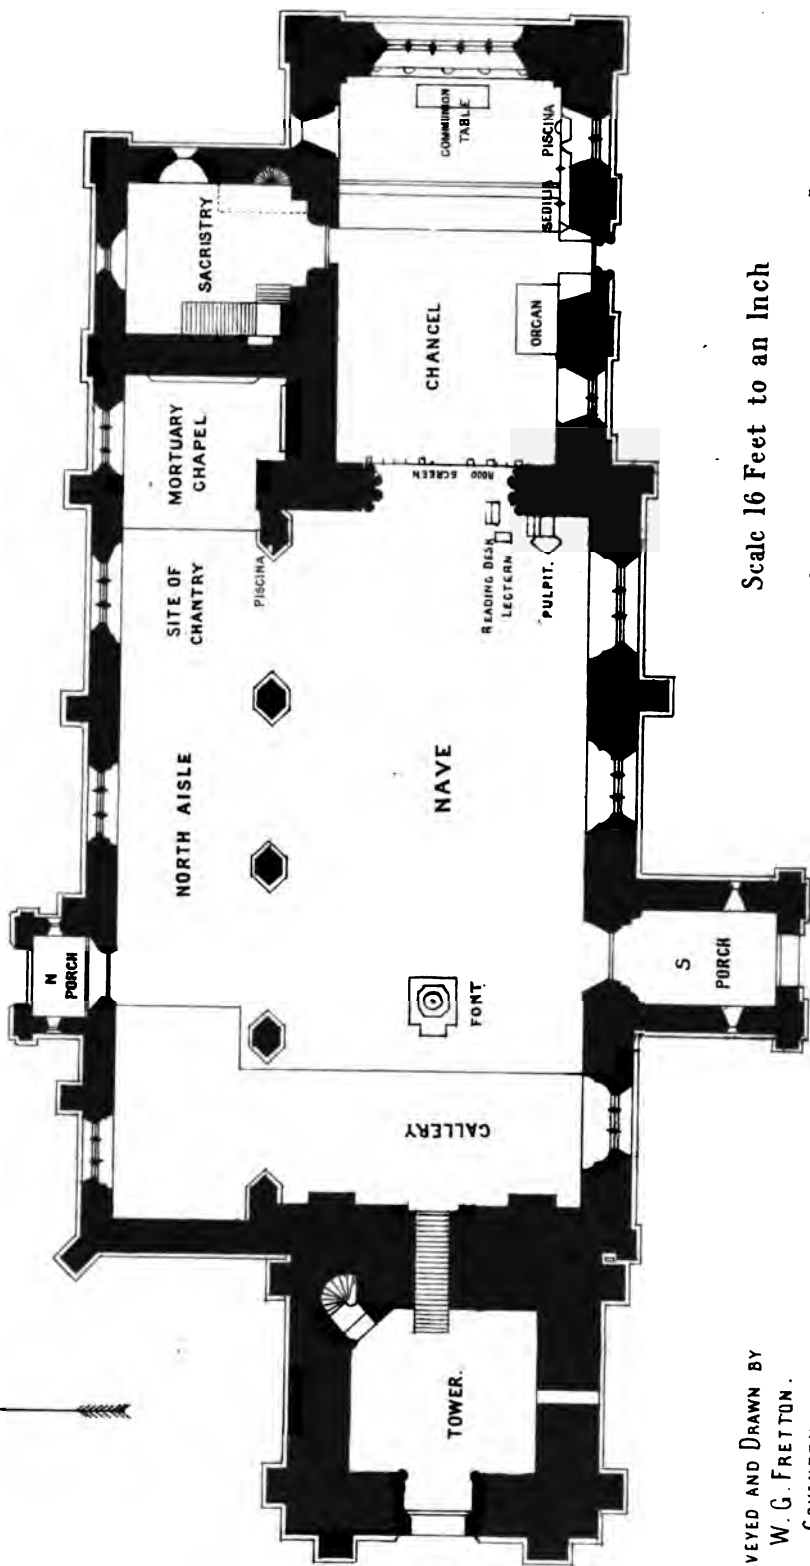 N
PORCH
SACRISTRY
MORTUARY
CHAPEL
SITE OF
CHANTRY
PISCINA
NORTH AISLE
COMMUNION
TABLE
SEDILIA
PISCINA
CHANCEL
ORGAN
ROOD SCREEN
READING DESK
LECTERN
PULPIT.
NAVE
FONT.
S
PORCH
GALLERY
TOWER.
Scale 16 Feet to an Inch
VEYED AND DRAWN BY
W. G. FRETTON.